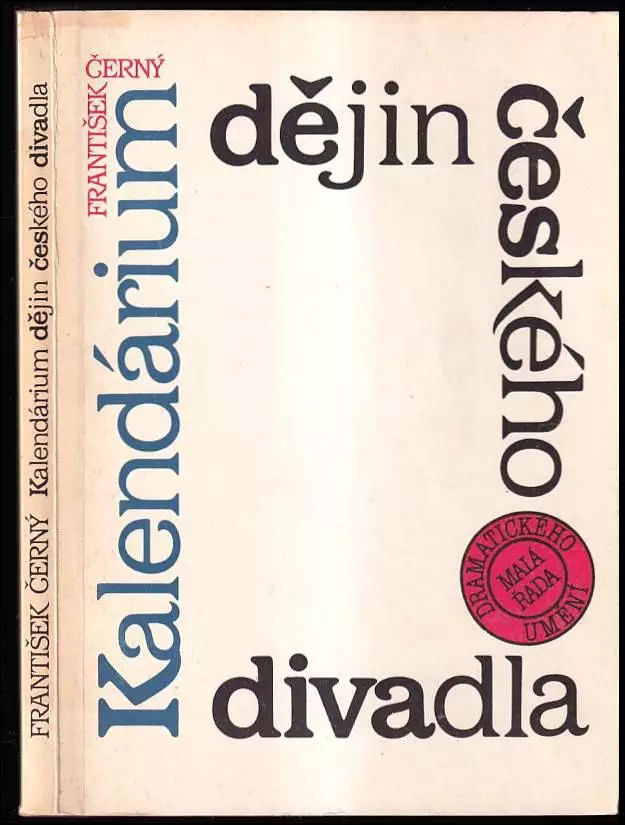 FRANTIŠEK ČERNÝ Kalendárium dějin českého divadla
FRANTIŠEK
ČERNÝ
Kalendárium
dějin
českého
divadla
DRAMATICKÉHO
UMĚNÍ
MALÁ
ŘADA